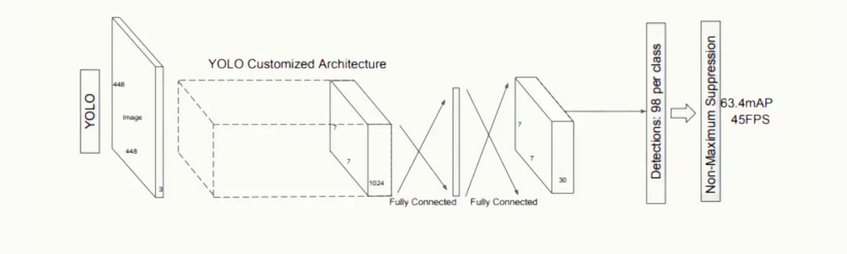 YOLO
448
Image
448
3
YOLO Customized Architecture
7
7
1024
Fully Connected
Fully Connected
7
7
30
Detections: 98 per class
Non-Maximum Suppression
63.4mAP
45FPS